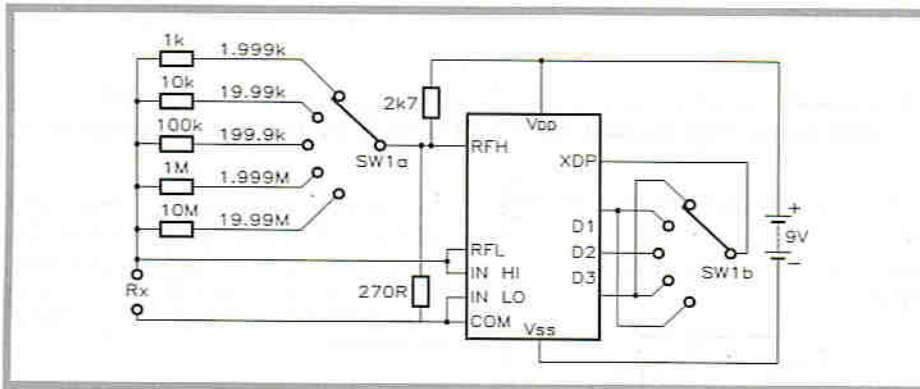 1k 1.999k
10k 19.99k
100k 199.9k
1M 1.999M
10M 19.99M
SW1a
2k7
270R
Rx
VDD
RFH
XDP
RFL
D1
IN HI
D2
IN LO
D3
COM
VSS
SW1b
+
9V
−